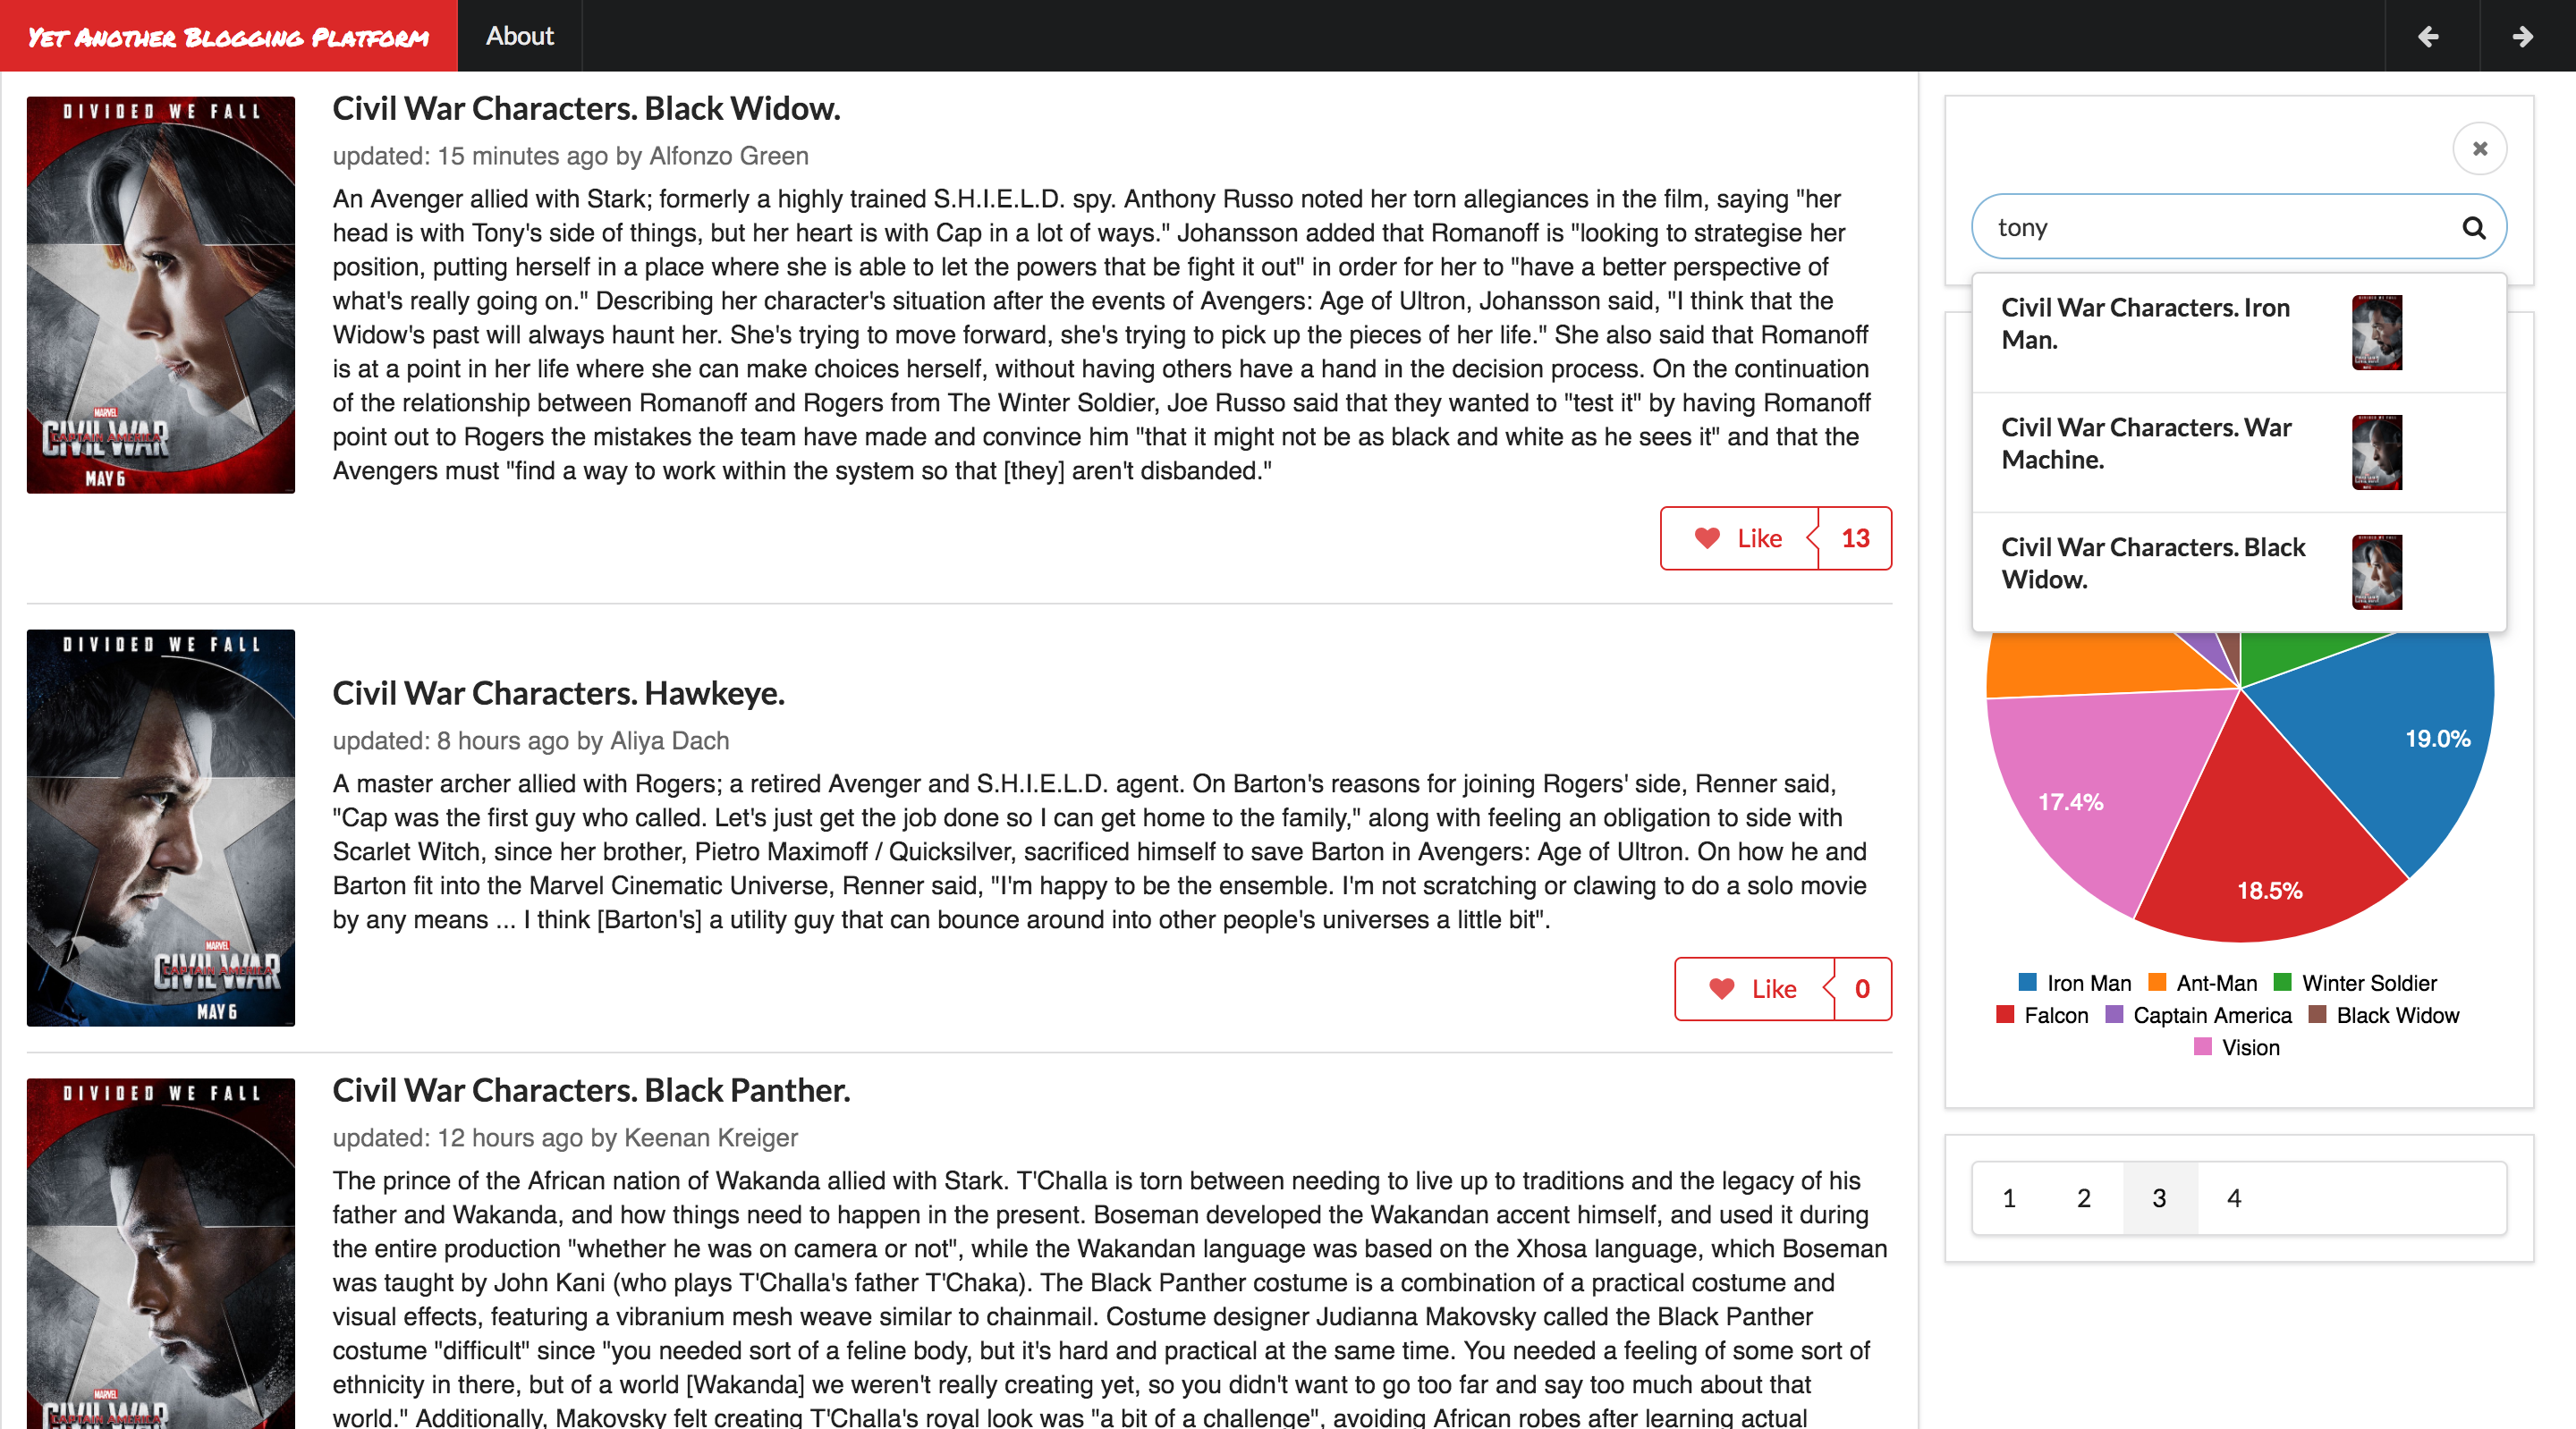 Yet Another Blogging Platform
About
DIVIDED WE FALL
MARVEL
CAPTAIN AMERICA
CIVIL WAR
MAY 6
Civil War Characters. Black Widow.
updated: 15 minutes ago by Alfonzo Green
An Avenger allied with Stark; formerly a highly trained S.H.I.E.L.D. spy. Anthony Russo noted her torn allegiances in the film, saying "her
head is with Tony's side of things, but her heart is with Cap in a lot of ways." Johansson added that Romanoff is "looking to strategise her
position, putting herself in a place where she is able to let the powers that be fight it out" in order for her to "have a better perspective of
what's really going on." Describing her character's situation after the events of Avengers: Age of Ultron, Johansson said, "I think that the
Widow's past will always haunt her. She's trying to move forward, she's trying to pick up the pieces of her life." She also said that Romanoff
is at a point in her life where she can make choices herself, without having others have a hand in the decision process. On the continuation
of the relationship between Romanoff and Rogers from The Winter Soldier, Joe Russo said that they wanted to "test it" by having Romanoff
point out to Rogers the mistakes the team have made and convince him "that it might not be as black and white as he sees it" and that the
Avengers must "find a way to work within the system so that [they] aren't disbanded."
Like 13
DIVIDED WE FALL
MARVEL
CAPTAIN AMERICA
CIVIL WAR
MAY 6
Civil War Characters. Hawkeye.
updated: 8 hours ago by Aliya Dach
A master archer allied with Rogers; a retired Avenger and S.H.I.E.L.D. agent. On Barton's reasons for joining Rogers' side, Renner said,
"Cap was the first guy who called. Let's just get the job done so I can get home to the family," along with feeling an obligation to side with
Scarlet Witch, since her brother, Pietro Maximoff / Quicksilver, sacrificed himself to save Barton in Avengers: Age of Ultron. On how he and
Barton fit into the Marvel Cinematic Universe, Renner said, "I'm happy to be the ensemble. I'm not scratching or clawing to do a solo movie
by any means ... I think [Barton's] a utility guy that can bounce around into other people's universes a little bit".
Like 0
DIVIDED WE FALL
MARVEL
CAPTAIN AMERICA
CIVIL WAR
Civil War Characters. Black Panther.
updated: 12 hours ago by Keenan Kreiger
The prince of the African nation of Wakanda allied with Stark. T'Challa is torn between needing to live up to traditions and the legacy of his
father and Wakanda, and how things need to happen in the present. Boseman developed the Wakandan accent himself, and used it during
the entire production "whether he was on camera or not", while the Wakandan language was based on the Xhosa language, which Boseman
was taught by John Kani (who plays T'Challa's father T'Chaka). The Black Panther costume is a combination of a practical costume and
visual effects, featuring a vibranium mesh weave similar to chainmail. Costume designer Judianna Makovsky called the Black Panther
costume "difficult" since "you needed sort of a feline body, but it's hard and practical at the same time. You needed a feeling of some sort of
ethnicity in there, but of a world [Wakanda] we weren't really creating yet, so you didn't want to go too far and say too much about that
world." Additionally, Makovsky felt creating T'Challa's royal look was "a bit of a challenge", avoiding African robes after learning actual
tony
Civil War Characters. Iron
Man.
Civil War Characters. War
Machine.
Civil War Characters. Black
Widow.
19.0%
17.4%
18.5%
Iron Man Ant-Man Winter Soldier
Falcon Captain America Black Widow
Vision
1 2 3 4